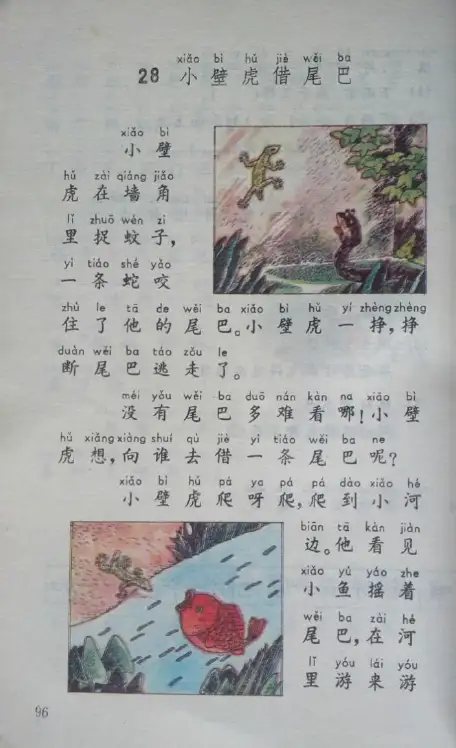 xiǎo bì hǔ jiè wěi ba
28 小壁虎借尾巴
xiǎo bì
小壁
hǔ zài qiáng jiǎo
虎在墙角
lǐ zhuō wén zi
里捉蚊子，
yì tiáo shé yǎo
一条蛇咬
zhù le tā de wěi ba xiǎo bì hǔ yí zhèng zhèng
住了他的尾巴。小壁虎一挣，挣
duàn wěi ba táo zǒu le
断尾巴逃走了。
méi yǒu wěi ba duō nán kàn na xiǎo bì
没有尾巴多难看哪！小壁
hǔ xiǎng xiàng shuí qù jiè yì tiáo wěi ba ne
虎想，向谁去借一条尾巴呢？
xiǎo bì hǔ pá ya pá pá dào xiǎo hé
小壁虎爬呀爬，爬到小河
biān tā kàn jiàn
边。他看见
xiǎo yú yáo zhe
小鱼摇着
wěi ba zài hé
尾巴，在河
lǐ yóu lái yóu
里游来游
96